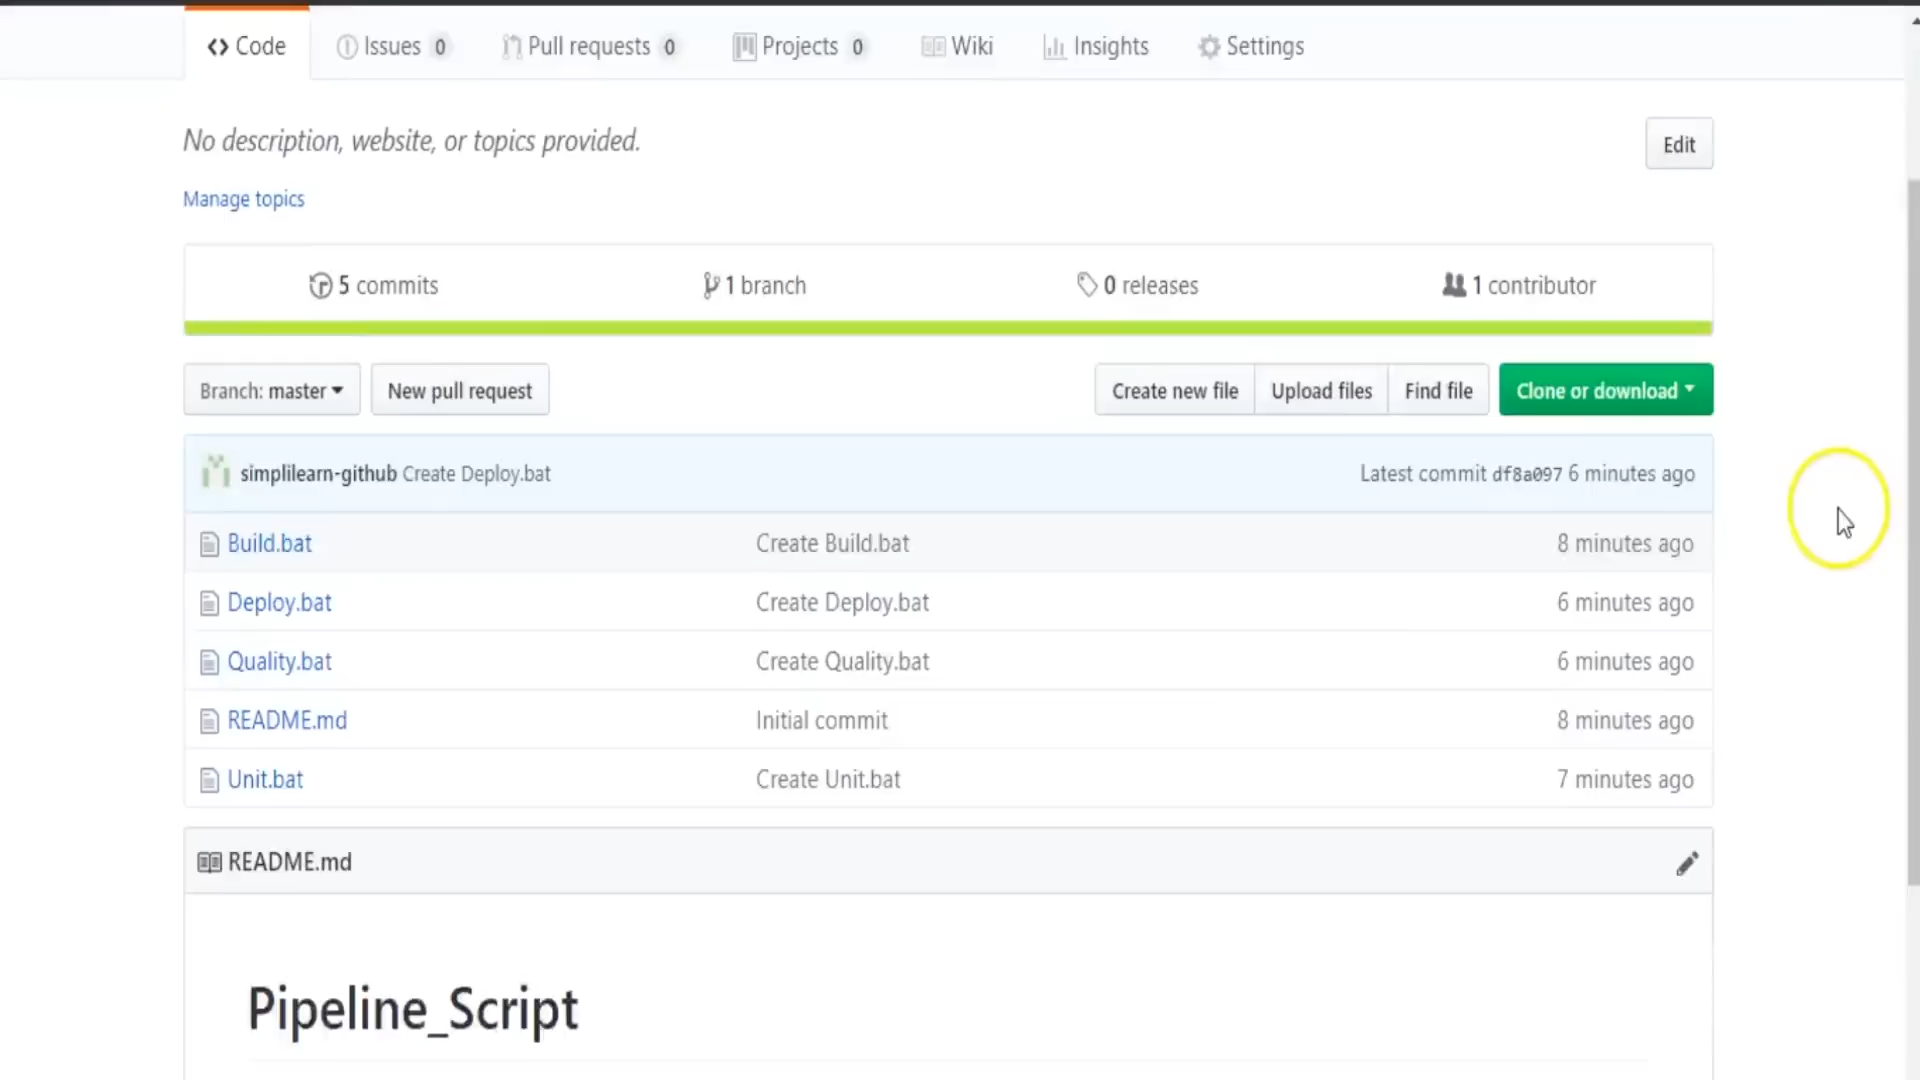 <> Code Issues 0 Pull requests 0 Projects 0 Wiki Insights Settings
No description, website, or topics provided. Edit
Manage topics
5 commits 1 branch 0 releases 1 contributor
Branch: master New pull request Create new file Upload files Find file Clone or download
simplilearn-github Create Deploy.bat Latest commit df8a097 6 minutes ago
Build.bat Create Build.bat 8 minutes ago
Deploy.bat Create Deploy.bat 6 minutes ago
Quality.bat Create Quality.bat 6 minutes ago
README.md Initial commit 8 minutes ago
Unit.bat Create Unit.bat 7 minutes ago
README.md
Pipeline_Script